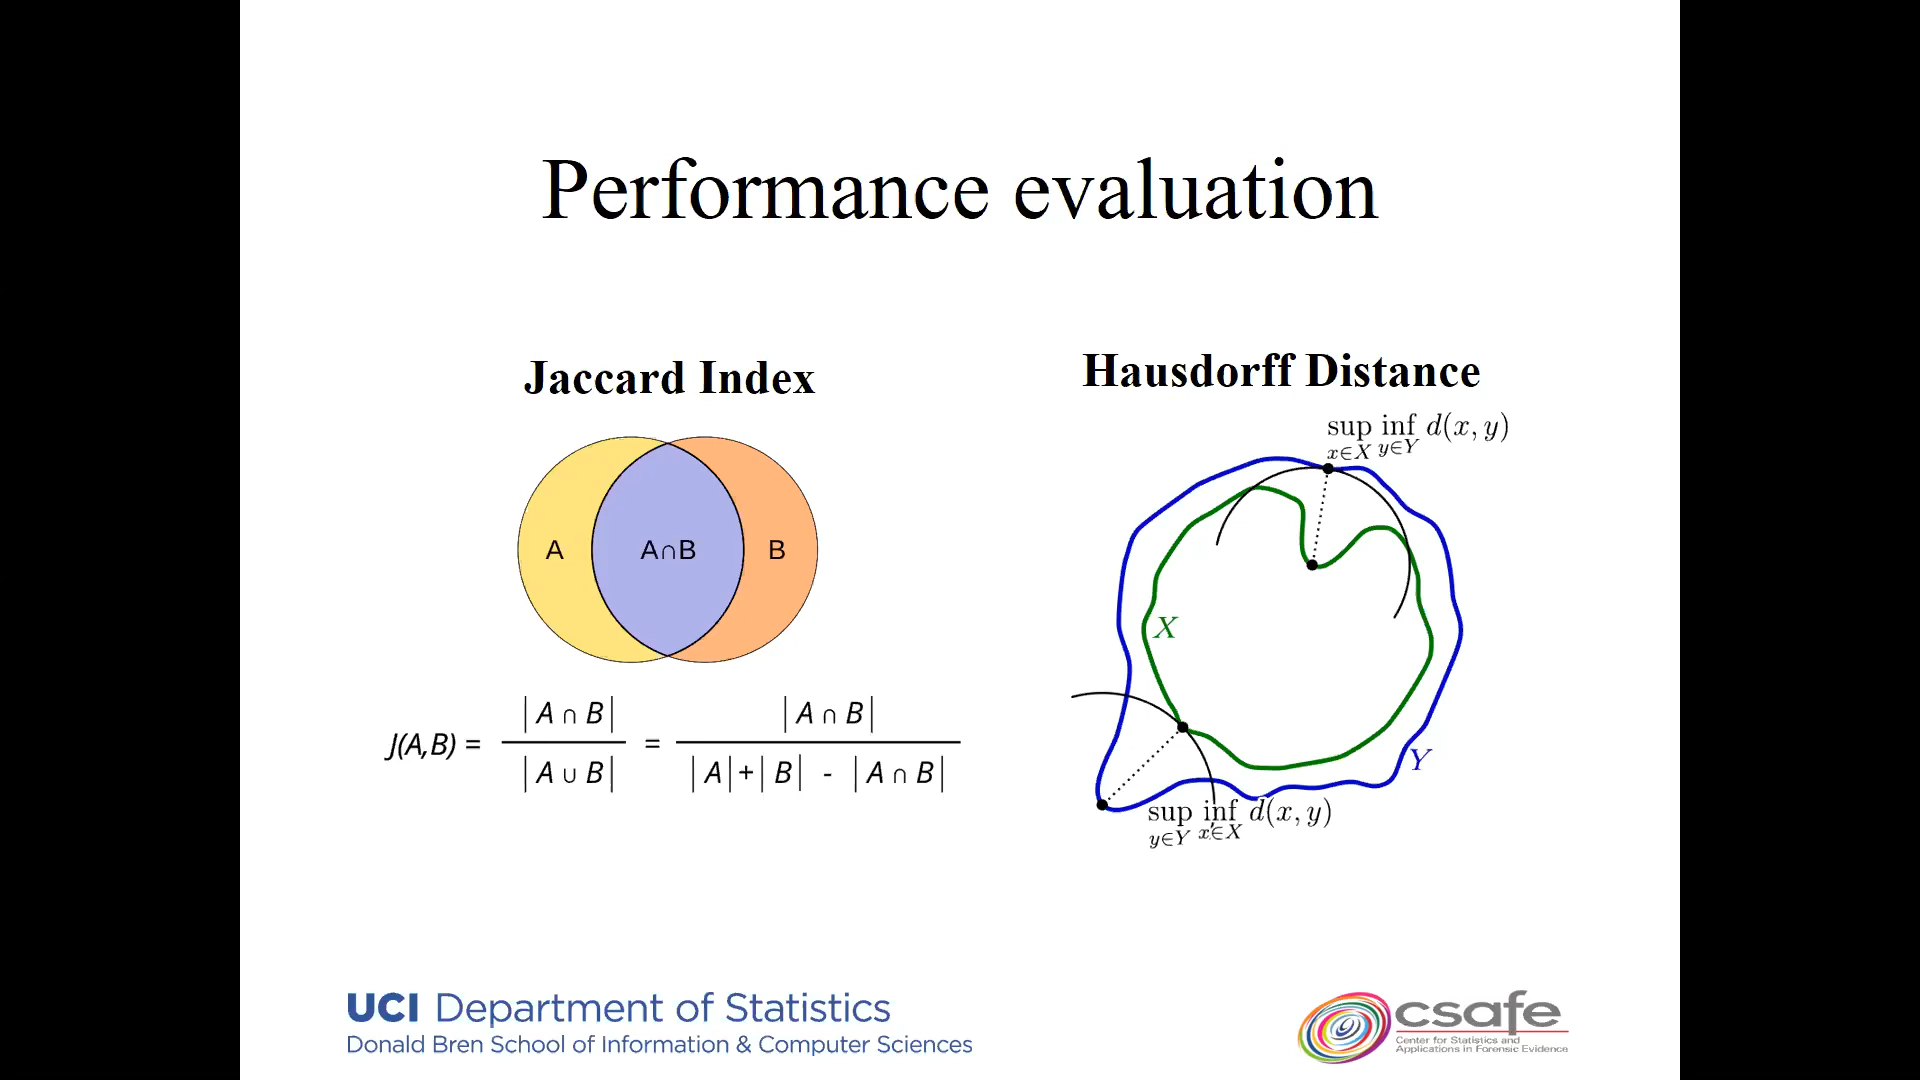 Performance evaluation
Jaccard Index
A
A∩B
B
J(A,B) = |A ∩ B| / |A ∪ B| = |A ∩ B| / |A|+|B| - |A ∩ B|
Hausdorff Distance
sup x∈X inf y∈Y d(x, y)
X
Y
sup y∈Y inf x∈X d(x, y)
UCI Department of Statistics
Donald Bren School of Information & Computer Sciences
csafe
Center for Statistics and
Applications in Forensic Evidence